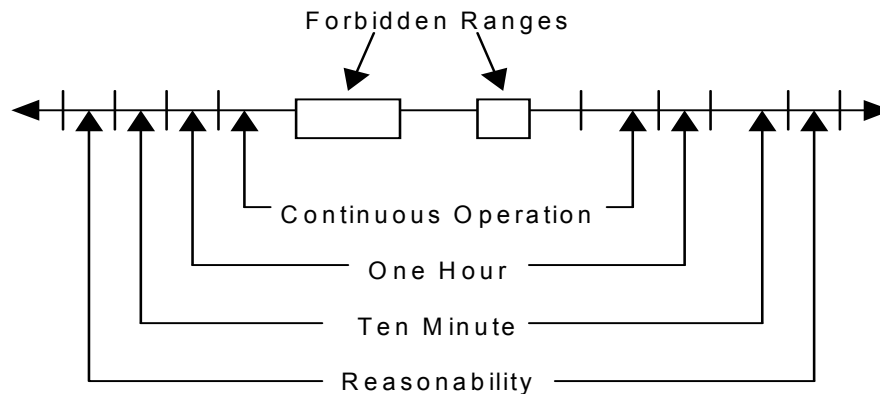 Forbidden Ranges
Continuous Operation
One Hour
Ten Minute
Reasonability